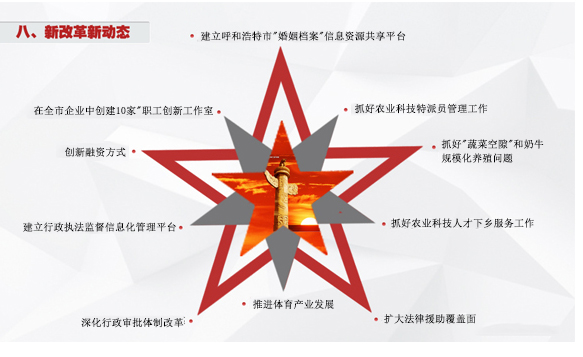 八、新改革新动态
建立呼和浩特市"婚姻档案"信息资源共享平台
在全市企业中创建10家"职工创新工作室
抓好农业科技特派员管理工作
创新融资方式
抓好"蔬菜空隙"和奶牛
规模化养殖问题
建立行政执法监督信息化管理平台
抓好农业科技人才下乡服务工作
推进体育产业发展
深化行政审批体制改革
扩大法律援助覆盖面